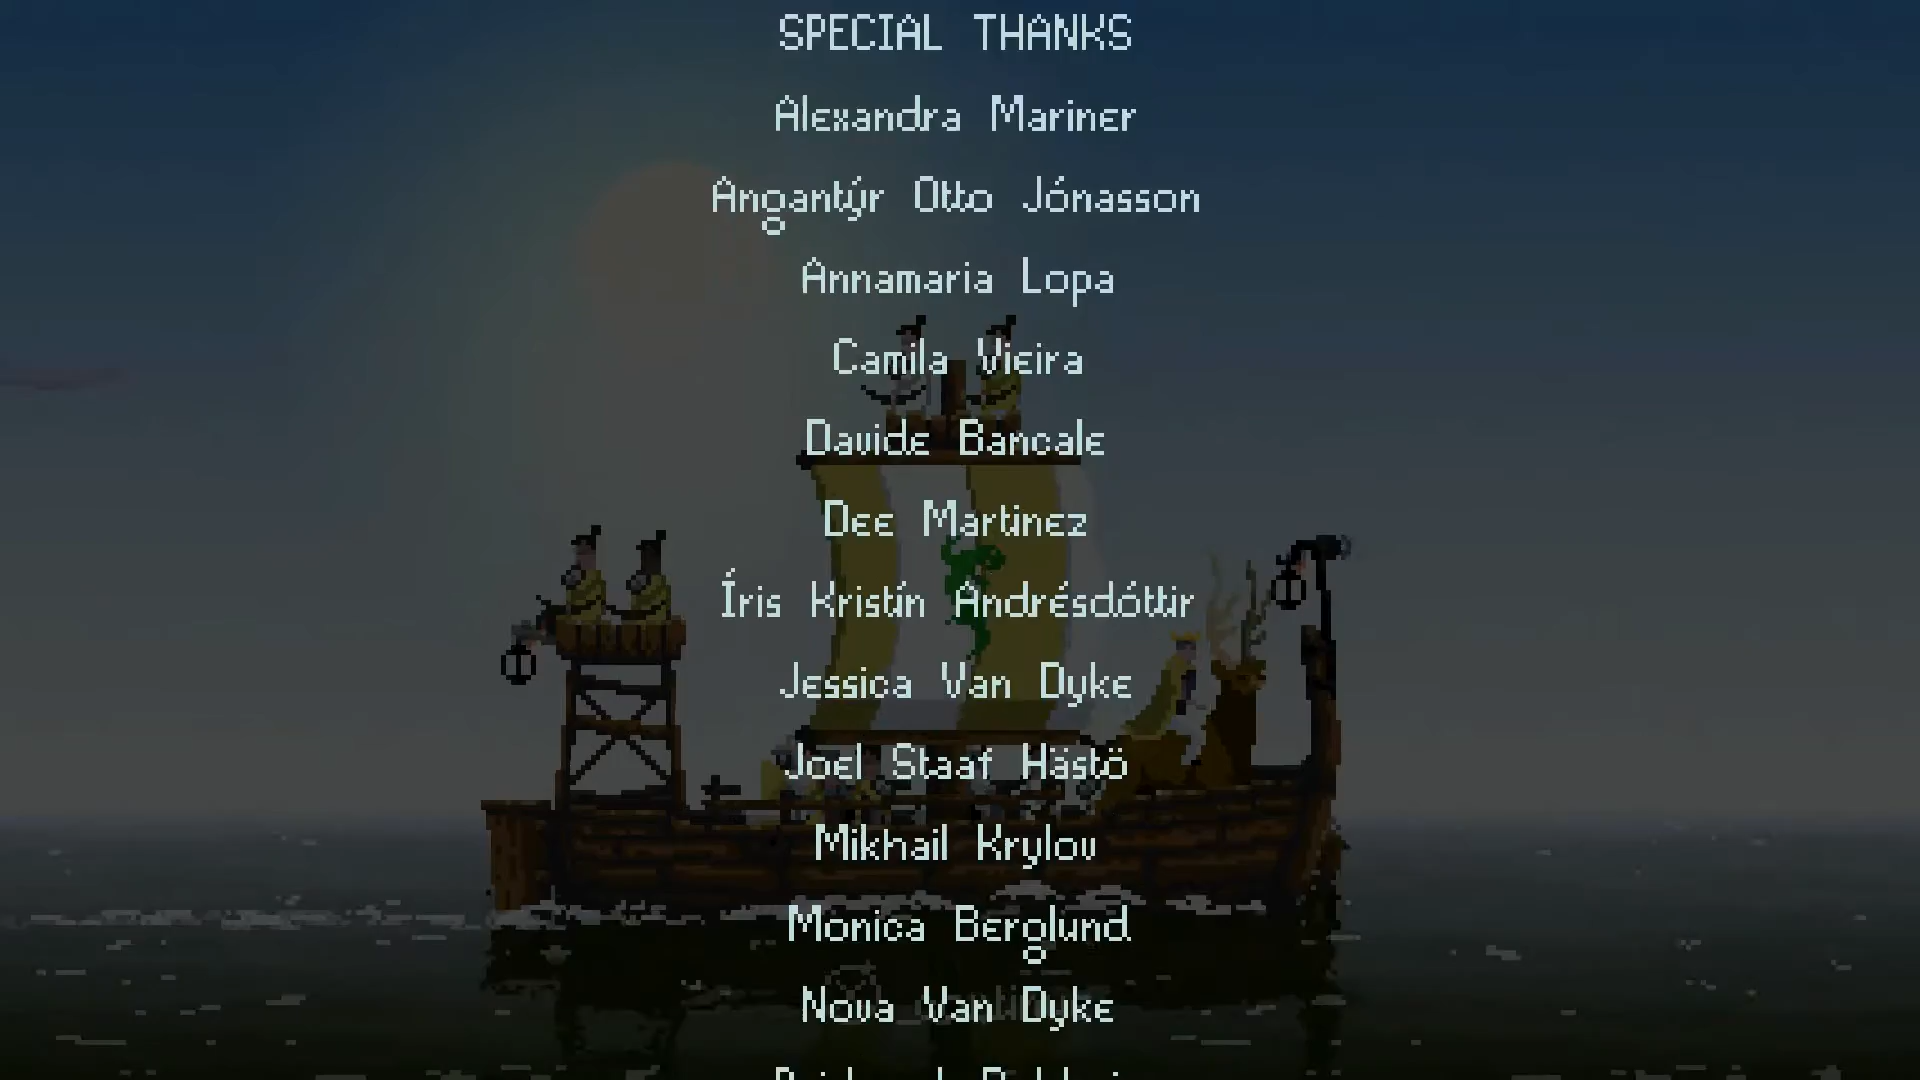 SPECIAL THANKS
Alexandra Mariner
Angantýr Otto Jónasson
Annamaria Lopa
Camila Vieira
Davide Bancale
Dee Martinez
Íris Kristín Andrésdóttir
Jessica Van Dyke
Joel Staaf Hästö
Mikhail Krylov
Monica Berglund
Nova Van Dyke